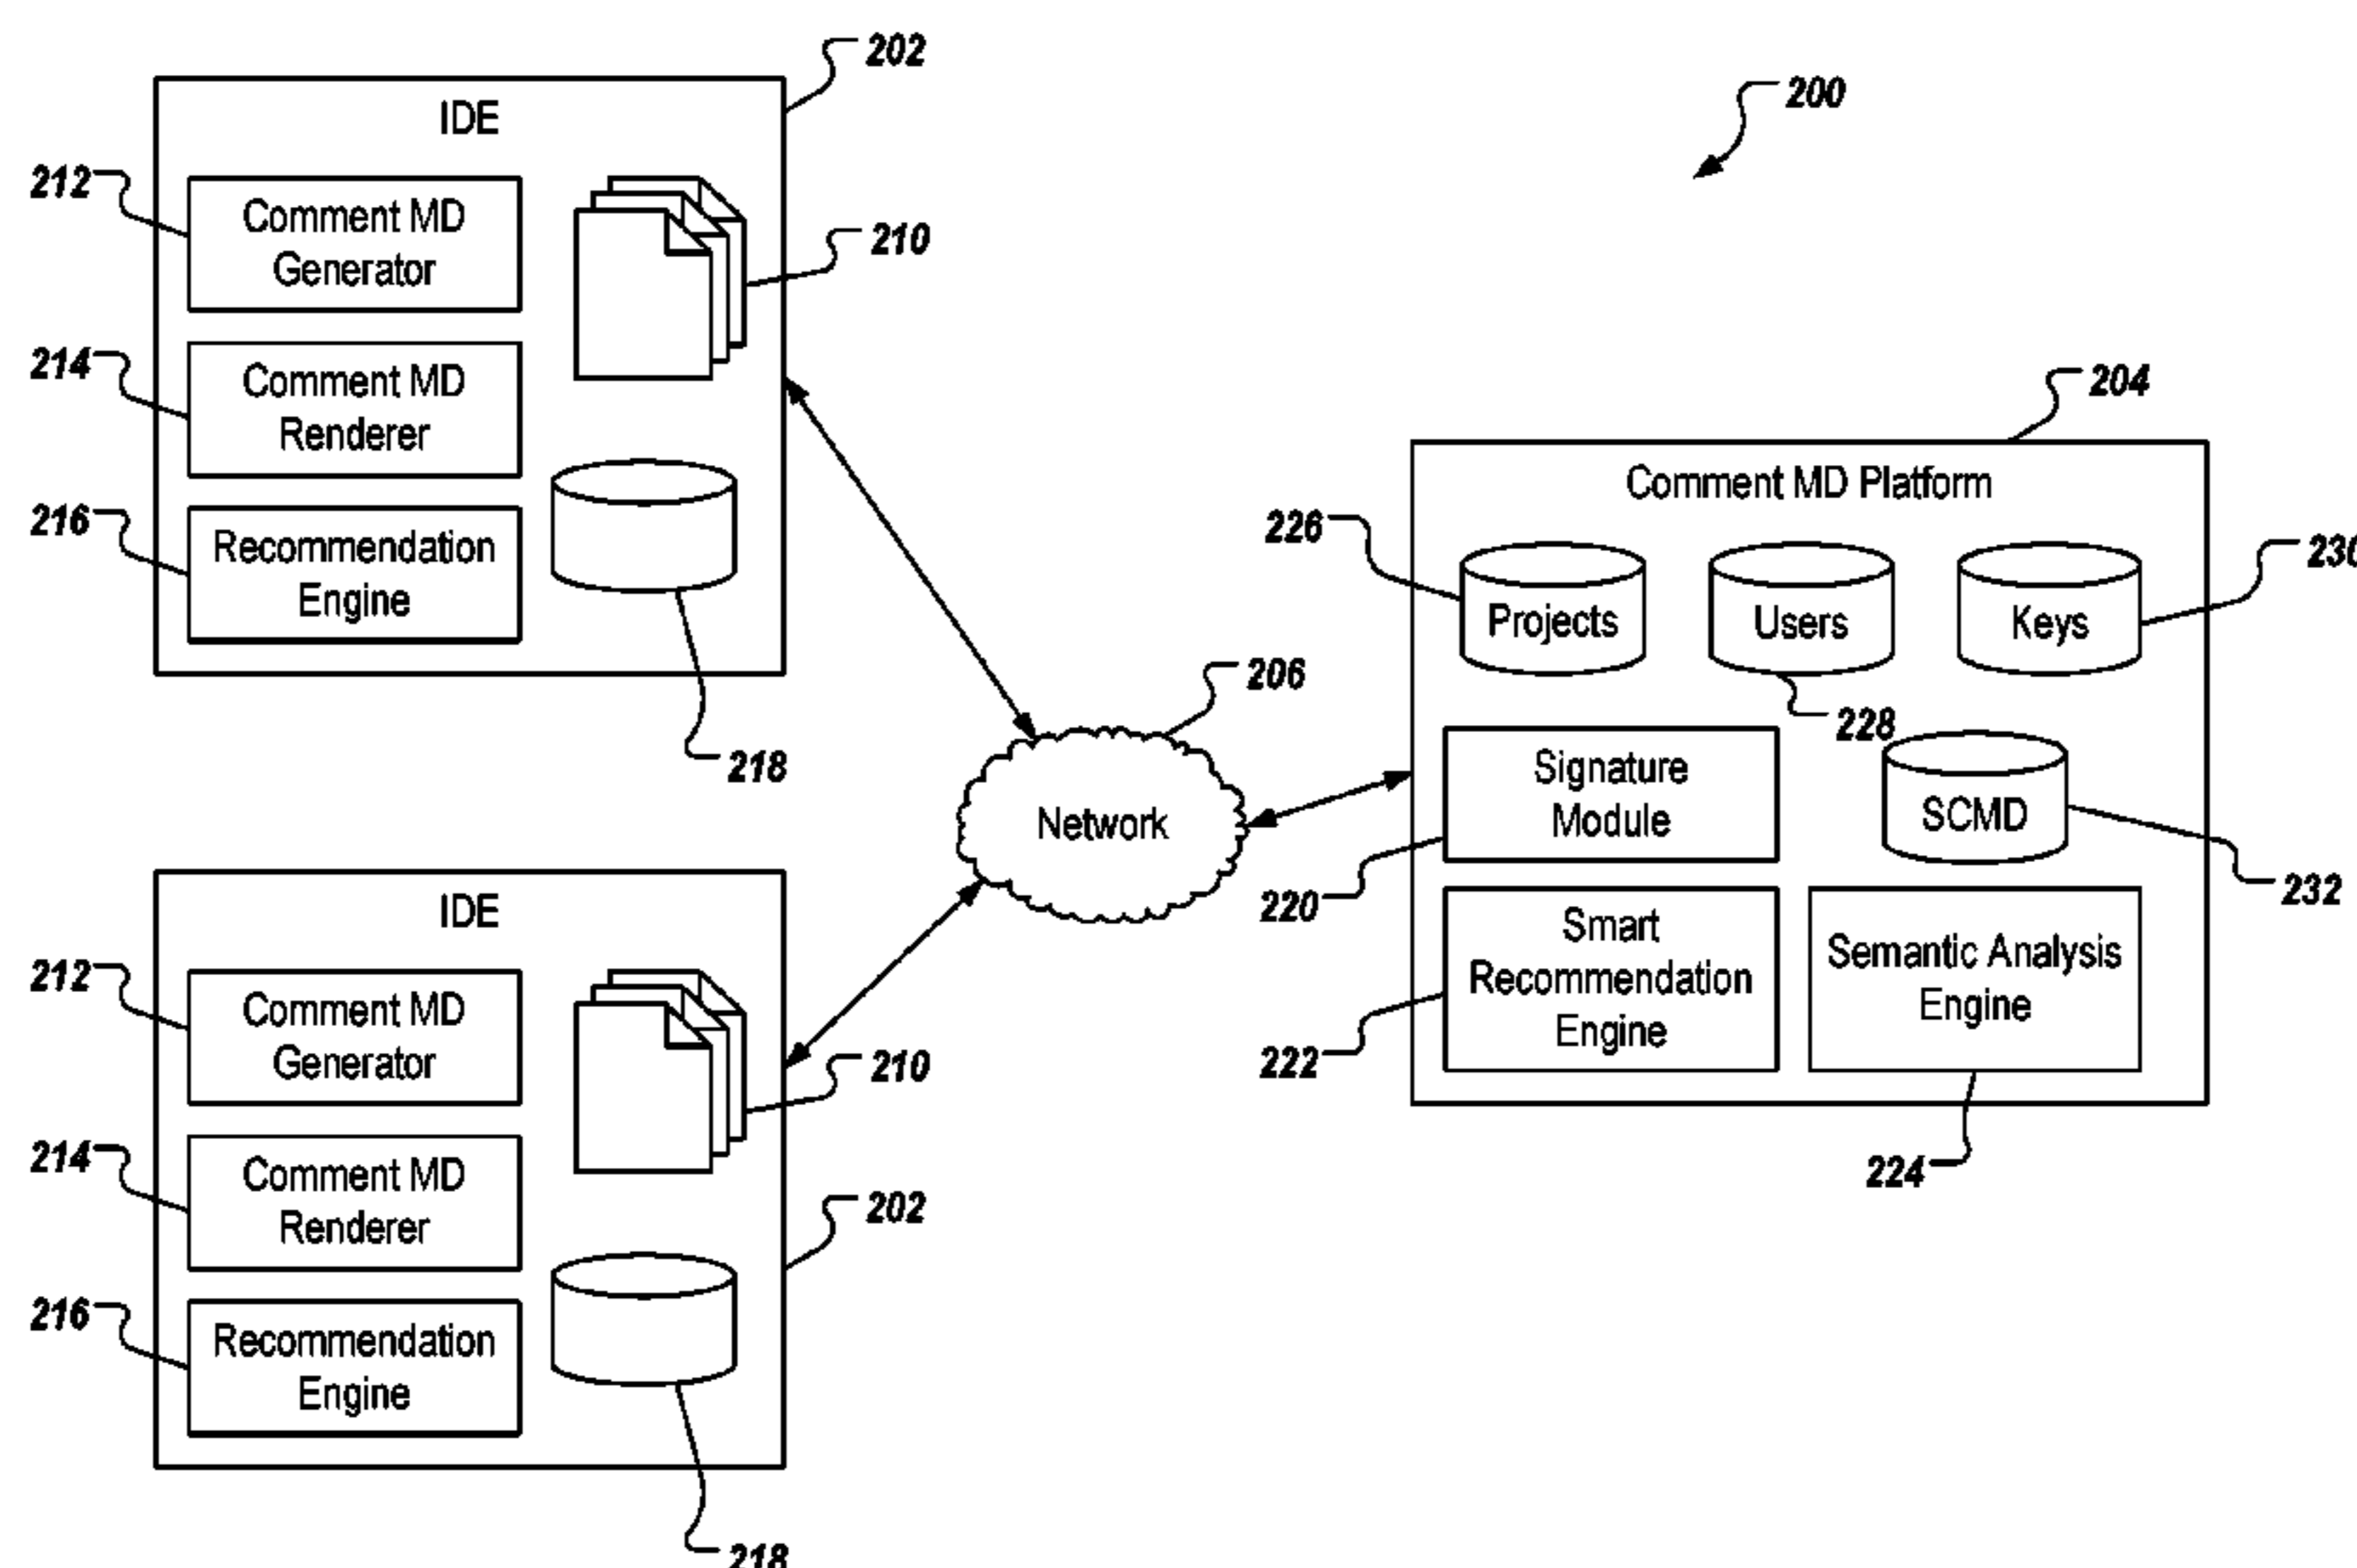 202
IDE
212
Comment MD
Generator
210
214
Comment MD
Renderer
216
Recommendation
Engine
218
200
204
Comment MD Platform
226
Projects
Users
Keys
230
228
206
Network
Signature
Module
SCMD
220
232
Smart
Recommendation
Engine
Semantic Analysis
Engine
222
224
IDE
212
Comment MD
Generator
210
214
Comment MD
Renderer
202
216
Recommendation
Engine
218